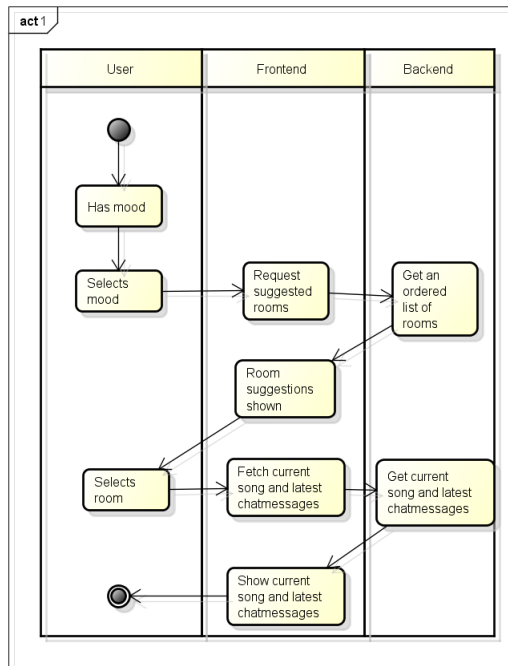 act 1
User
Frontend
Backend
Has mood
Selects
mood
Request
suggested
rooms
Get an
ordered
list of
rooms
Room
suggestions
shown
Selects
room
Fetch current
song and latest
chatmessages
Get current
song and latest
chatmessages
Show current
song and latest
chatmessages